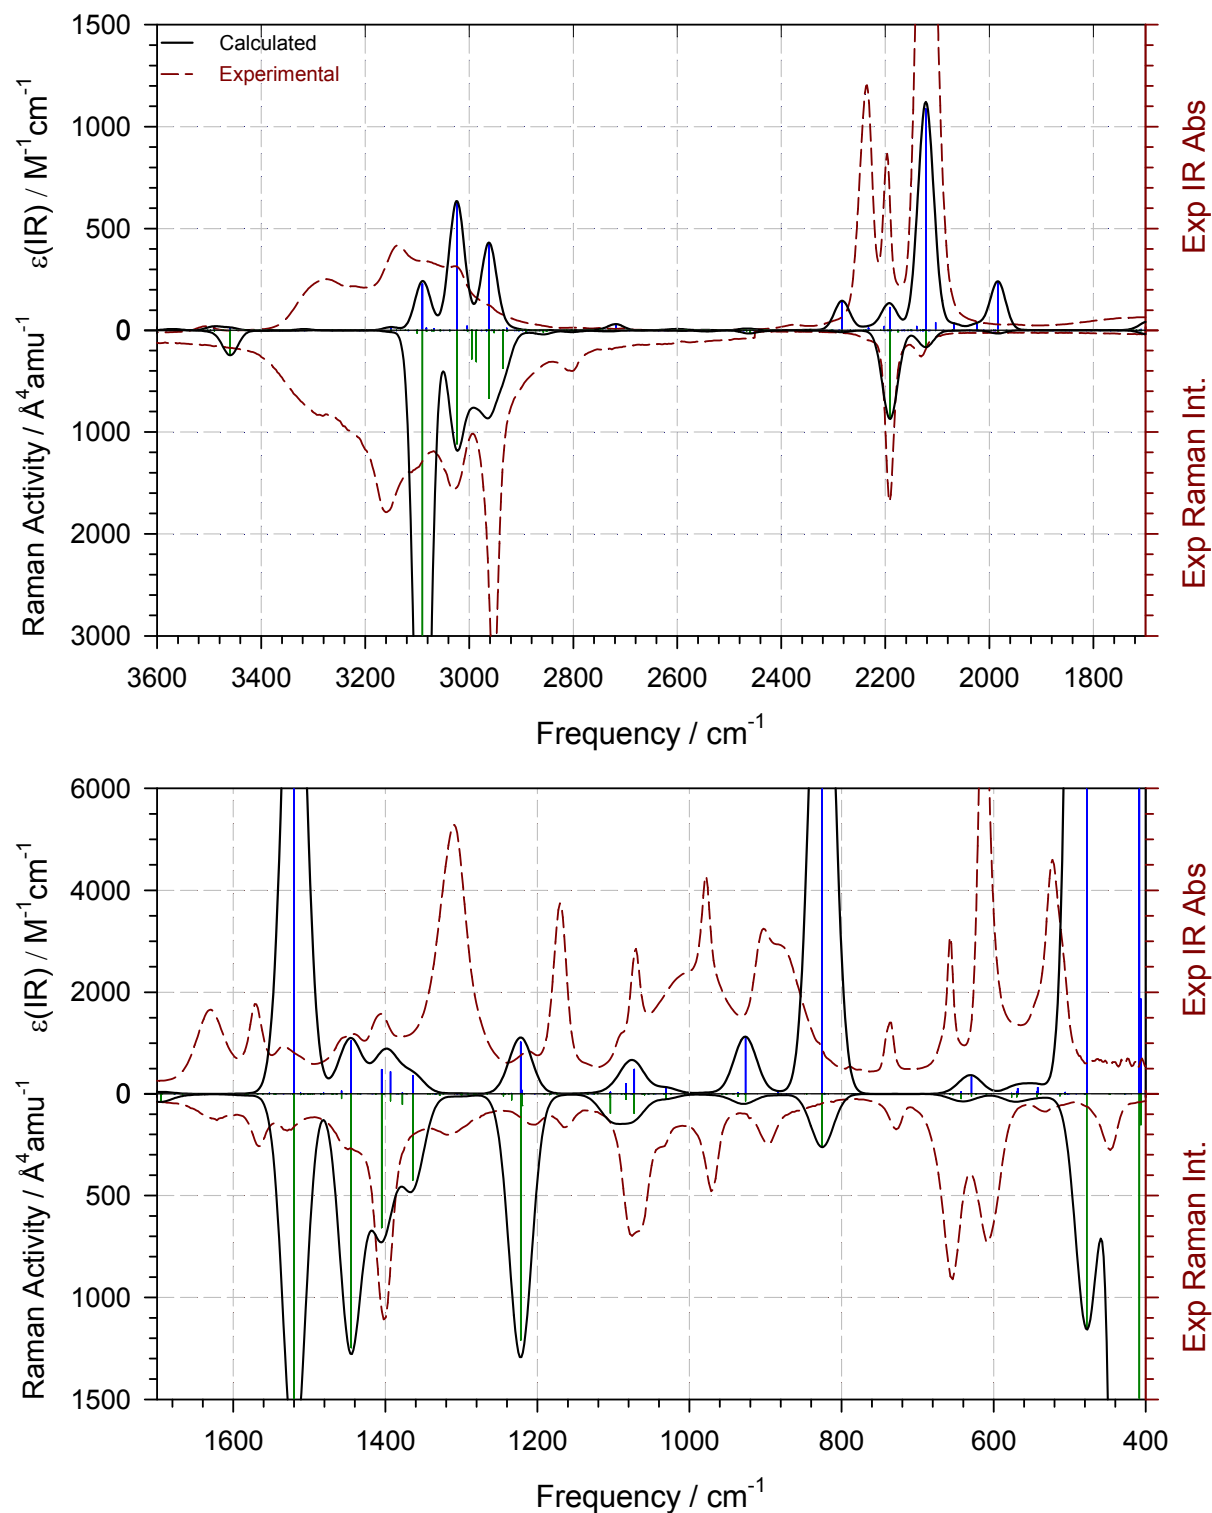 1500
Calculated
Experimental
1000
500
0
1000
2000
3000
ε(IR) / M⁻¹cm⁻¹
Raman Activity / Å⁴amu⁻¹
Exp IR Abs
Exp Raman Int.
3600 3400 3200 3000 2800 2600 2400 2200 2000 1800
Frequency / cm⁻¹
6000
4000
2000
0
500
1000
1500
ε(IR) / M⁻¹cm⁻¹
Raman Activity / Å⁴amu⁻¹
Exp IR Abs
Exp Raman Int.
1600 1400 1200 1000 800 600 400
Frequency / cm⁻¹